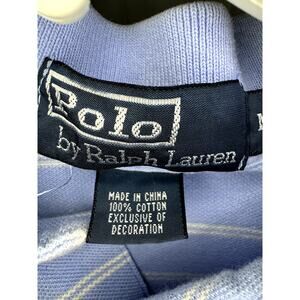 Polo
by Ralph Lauren
MADE IN CHINA
100% COTTON
EXCLUSIVE OF
DECORATION